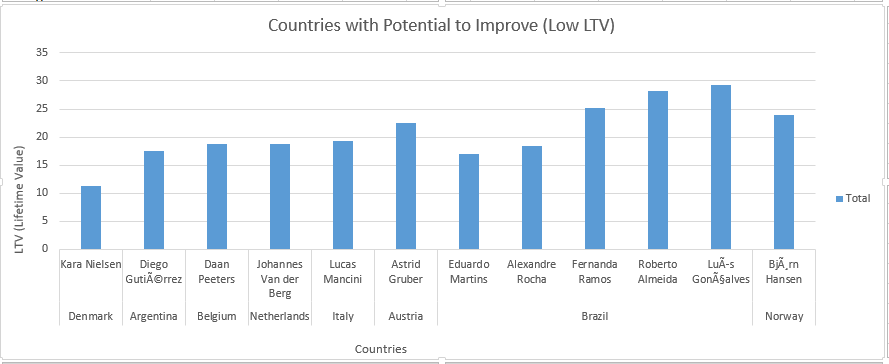 Countries with Potential to Improve (Low LTV)
35
30
25
20
15
10
5
0
LTV (Lifetime Value)
Kara Nielsen
Diego
GutiÃ©rrez
Daan
Peeters
Johannes
Van der
Berg
Lucas
Mancini
Astrid
Gruber
Eduardo
Martins
Alexandre
Rocha
Fernanda
Ramos
Roberto
Almeida
LuÃ-s
GonÃ§alves
BjÃ¸rn
Hansen
Denmark
Argentina
Belgium
Netherlands
Italy
Austria
Brazil
Norway
Countries
Total